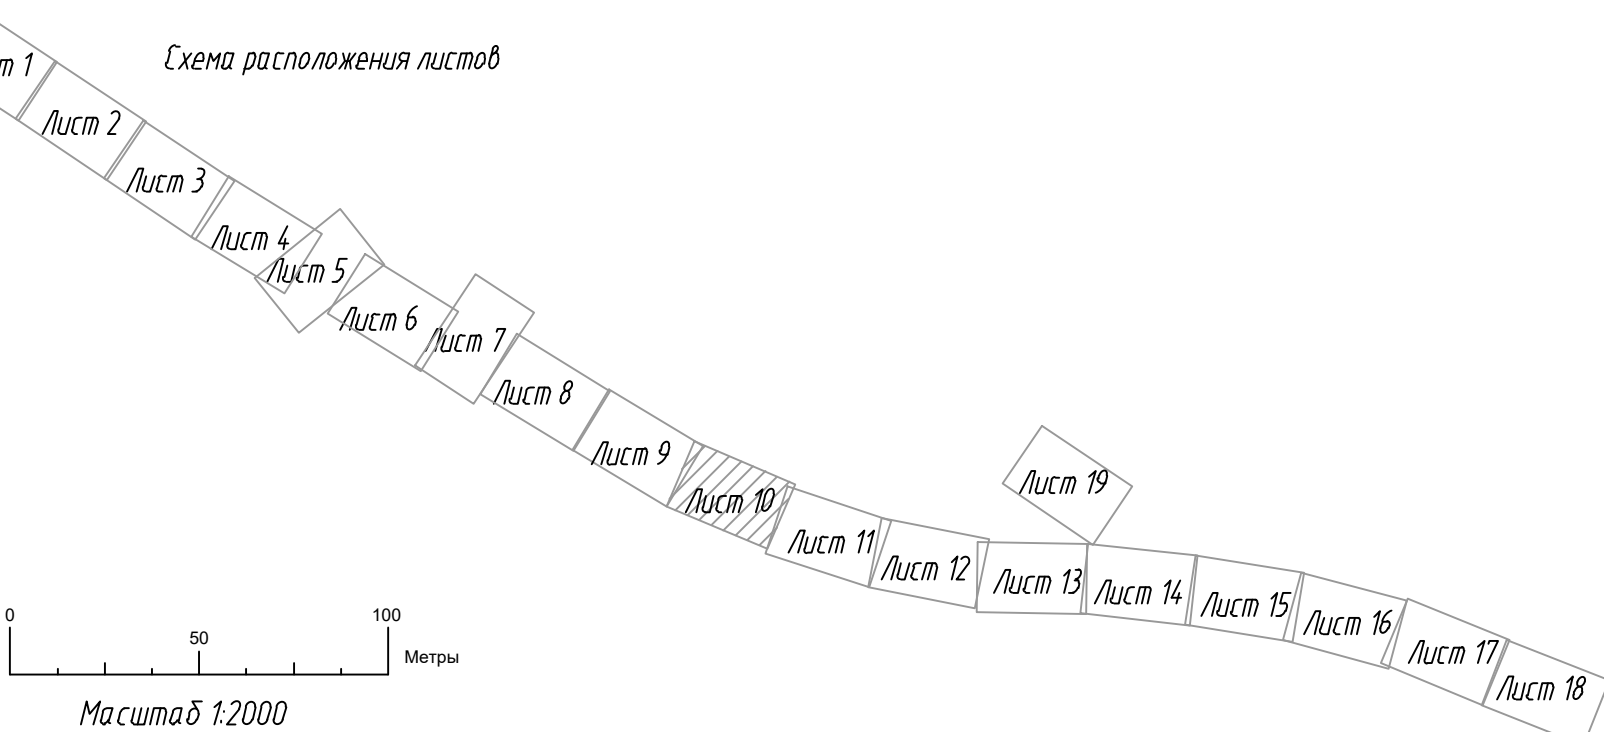 Схема расположения листов
т 1
Лист 2
Лист 3
Лист 4
Лист 5
Лист 6
Лист 7
Лист 8
Лист 9
Лист 10
Лист 11
Лист 12
Лист 13
Лист 14
Лист 15
Лист 16
Лист 17
Лист 18
Лист 19
0 50 100
Метры
Масштаб 1:2000